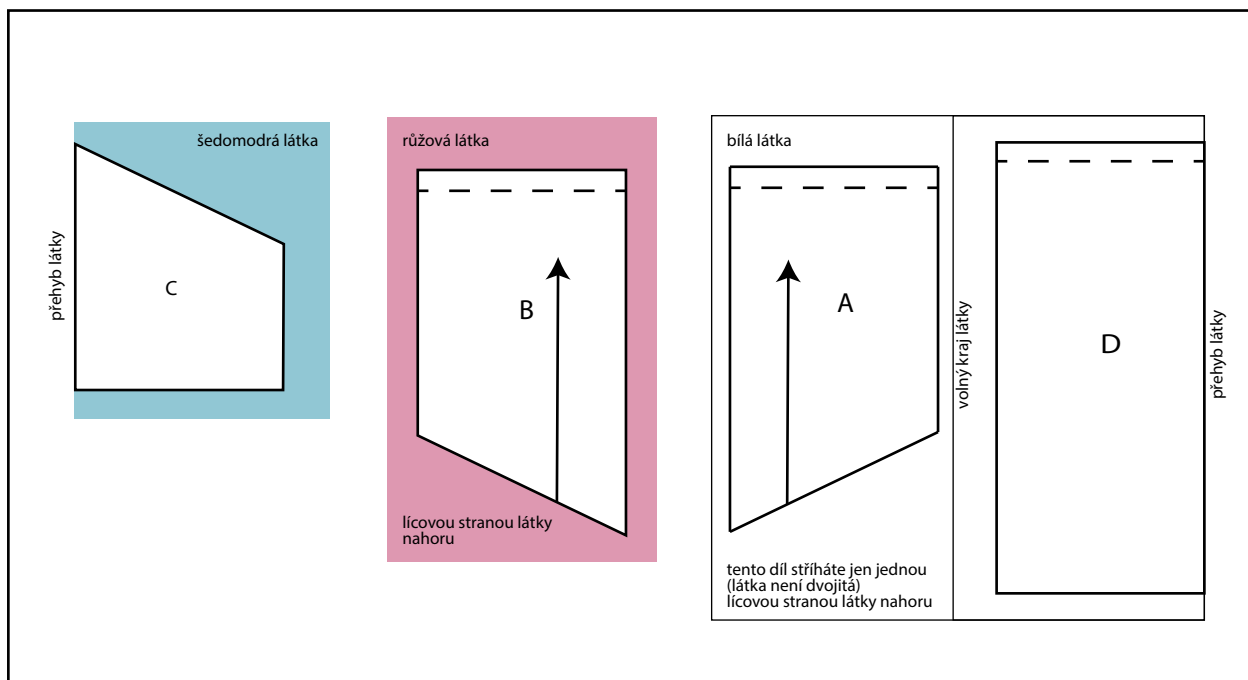 šedomodrá látka
přehyb látky
C
růžová látka
B
lícovou stranou látky
nahoru
bílá látka
A
tento díl stříháte jen jednou
(látka není dvojitá)
lícovou stranou látky nahoru
volný kraj látky
D
přehyb látky